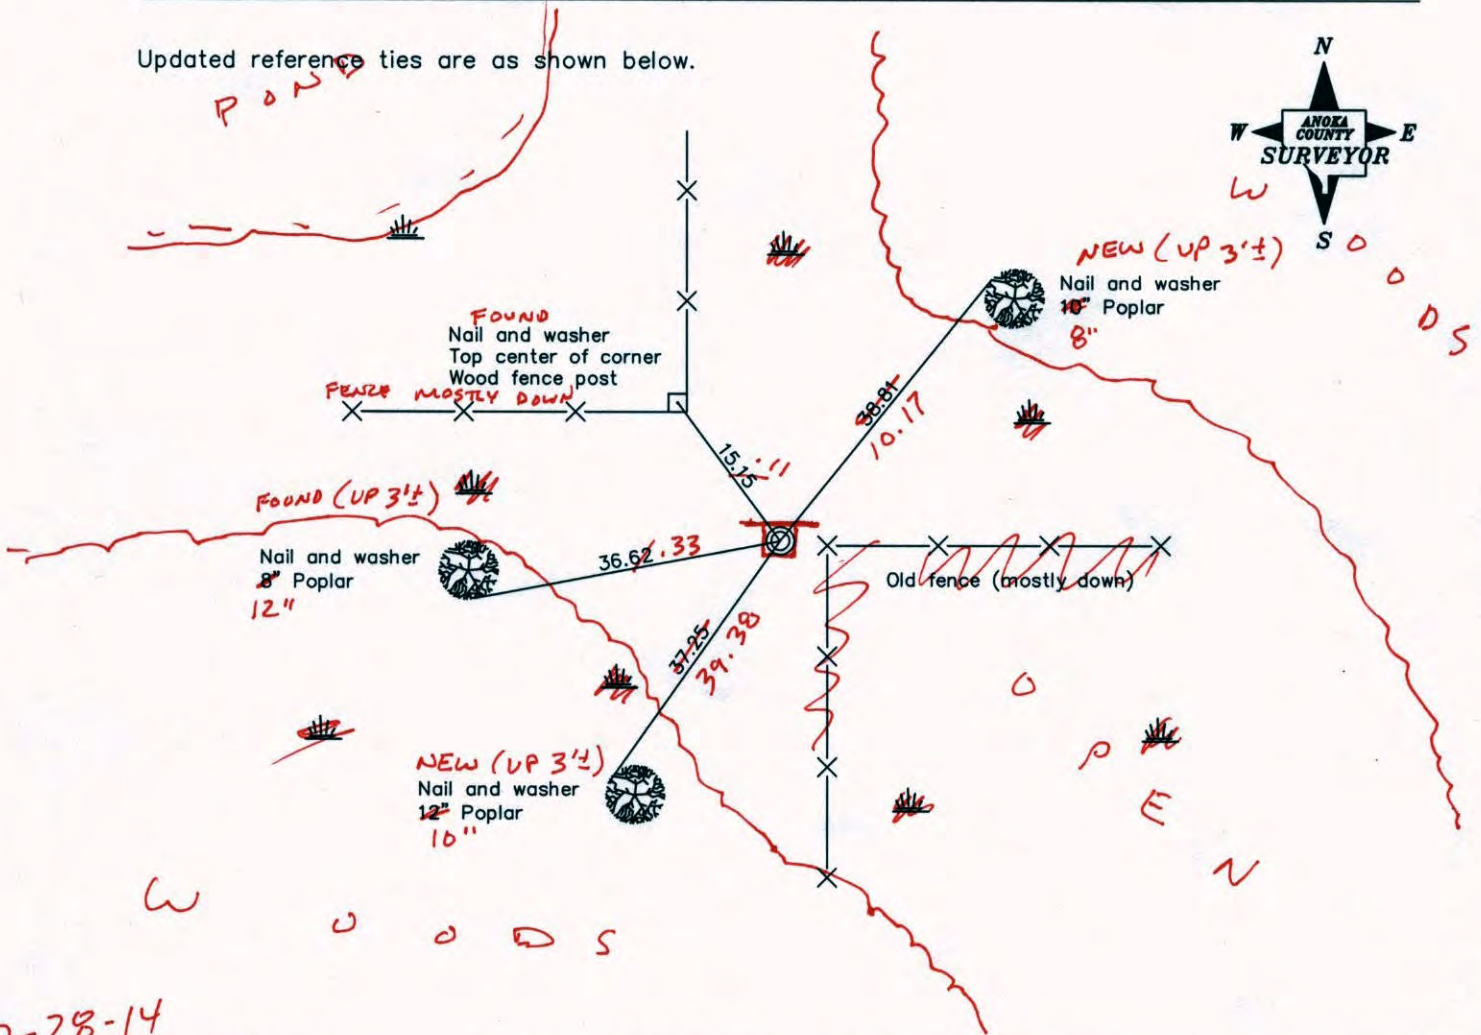 Updated reference ties are as shown below.
POND
N
W
ANOKA
COUNTY
E
SURVEYOR
S
WOODS
NEW (UP 3'±)
Nail and washer
10" Poplar
8"
FOUND
Nail and washer
Top center of corner
Wood fence post
FENCE MOSTLY DOWN
38.81
10.17
15.15
.11
FOUND (UP 3'±)
Nail and washer
8" Poplar
12"
36.62
.33
Old fence (mostly down)
37.25
39.38
OPEN
NEW (UP 3'±)
Nail and washer
12" Poplar
10"
WOODS
-28-14